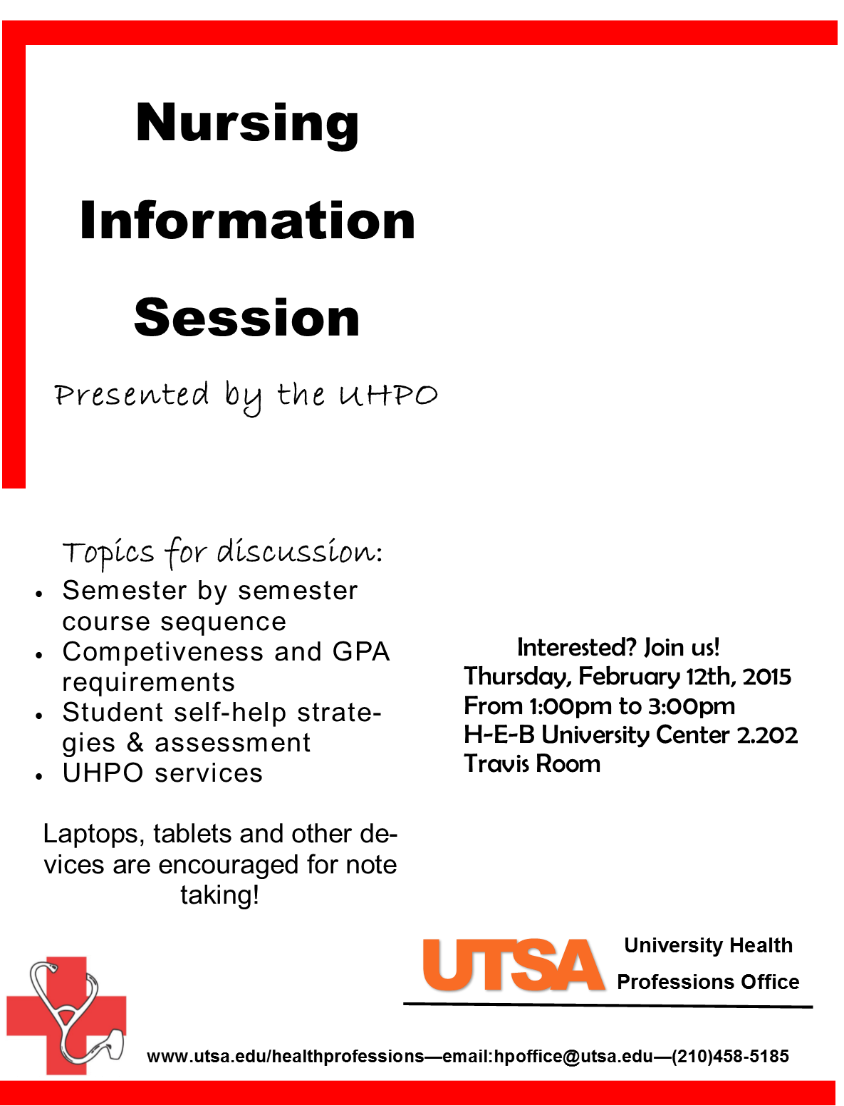 Nursing
Information
Session
Presented by the UHPO
Topics for discussion:
• Semester by semester
course sequence
• Competiveness and GPA
requirements
• Student self-help strate-
gies & assessment
• UHPO services
Laptops, tablets and other de-
vices are encouraged for note
taking!
Interested? Join us!
Thursday, February 12th, 2015
From 1:00pm to 3:00pm
H-E-B University Center 2.202
Travis Room
UTSA
University Health
Professions Office
www.utsa.edu/healthprofessions—email:hpoffice@utsa.edu—(210)458-5185